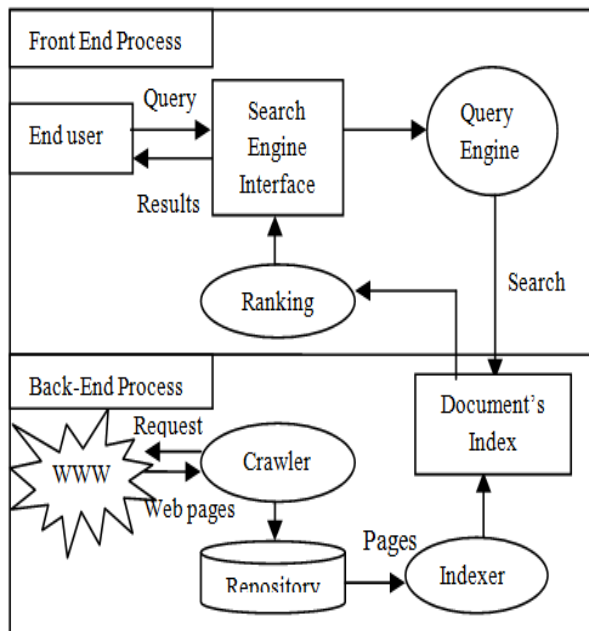 Front End Process
Query
End user
Search
Engine
Interface
Query
Engine
Results
Ranking
Search
Back-End Process
Request
WWW
Crawler
Document's
Index
Web pages
Pages
Repository
Indexer